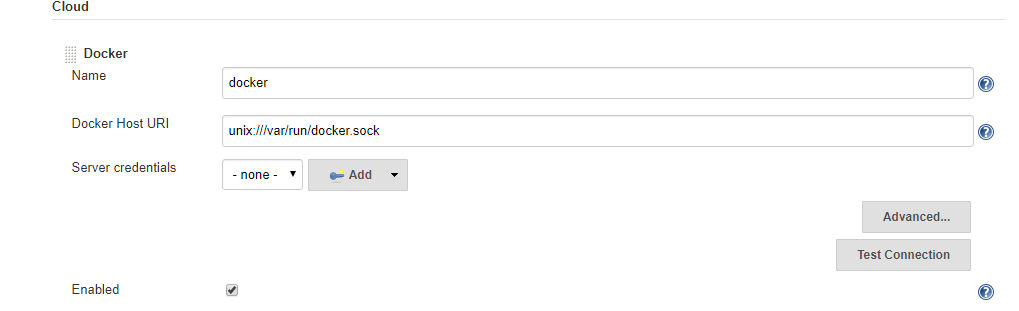 Cloud
Docker
Name
docker
?
Docker Host URI
unix:///var/run/docker.sock
?
Server credentials
- none -
Add
Advanced...
Test Connection
Enabled
?